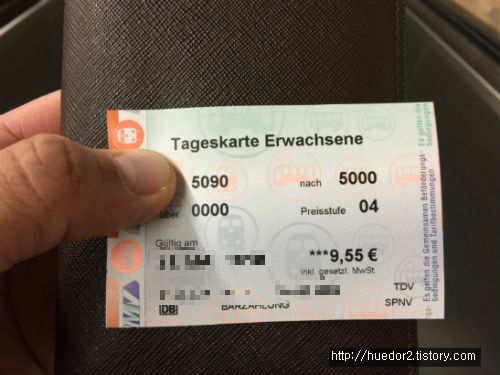 Tageskarte Erwachsene
5090 nach 5000
über 0000 Preisstufe 04
Gültig am
***9,55 €
inkl. gesetzl. MwSt.
TDV
DB BARZAHLUNG SPNV
Es gelten die Gemeinsamen Beförderungs-
bedingungen und Tarifbestimmungen
http://huedor2.tistory.com